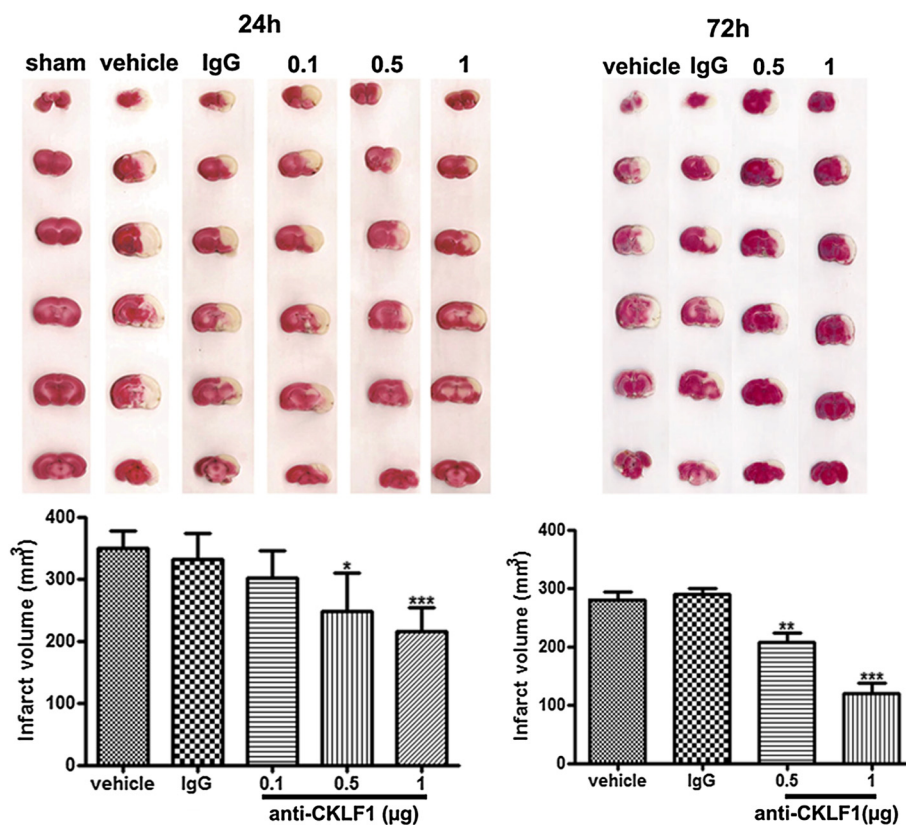 24h 72h
sham vehicle IgG 0.1 0.5 1 vehicle IgG 0.5 1
400
300
200
100
0
Infarct volume (mm³)
*
***
vehicle IgG 0.1 0.5 1
anti-CKLF1 (μg)
400
300
200
100
0
Infarct volume (mm³)
**
***
vehicle IgG 0.5 1
anti-CKLF1(μg)